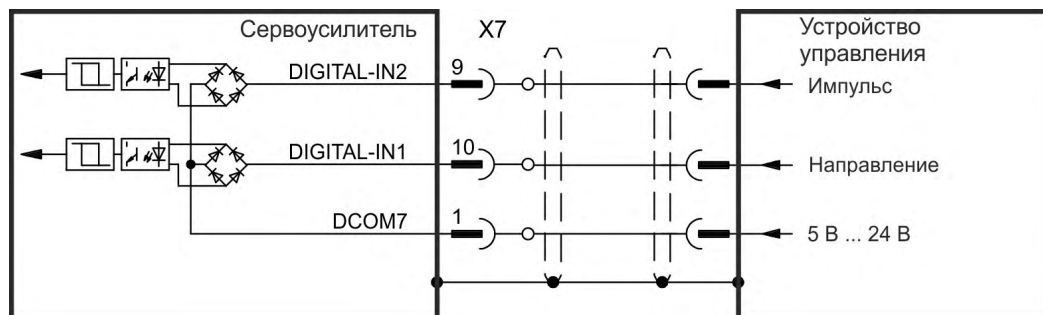 Сервоусилитель
X7
Устройство
управления
DIGITAL-IN2
9
Импульс
DIGITAL-IN1
10
Направление
DCOM7
1
5 В ... 24 В